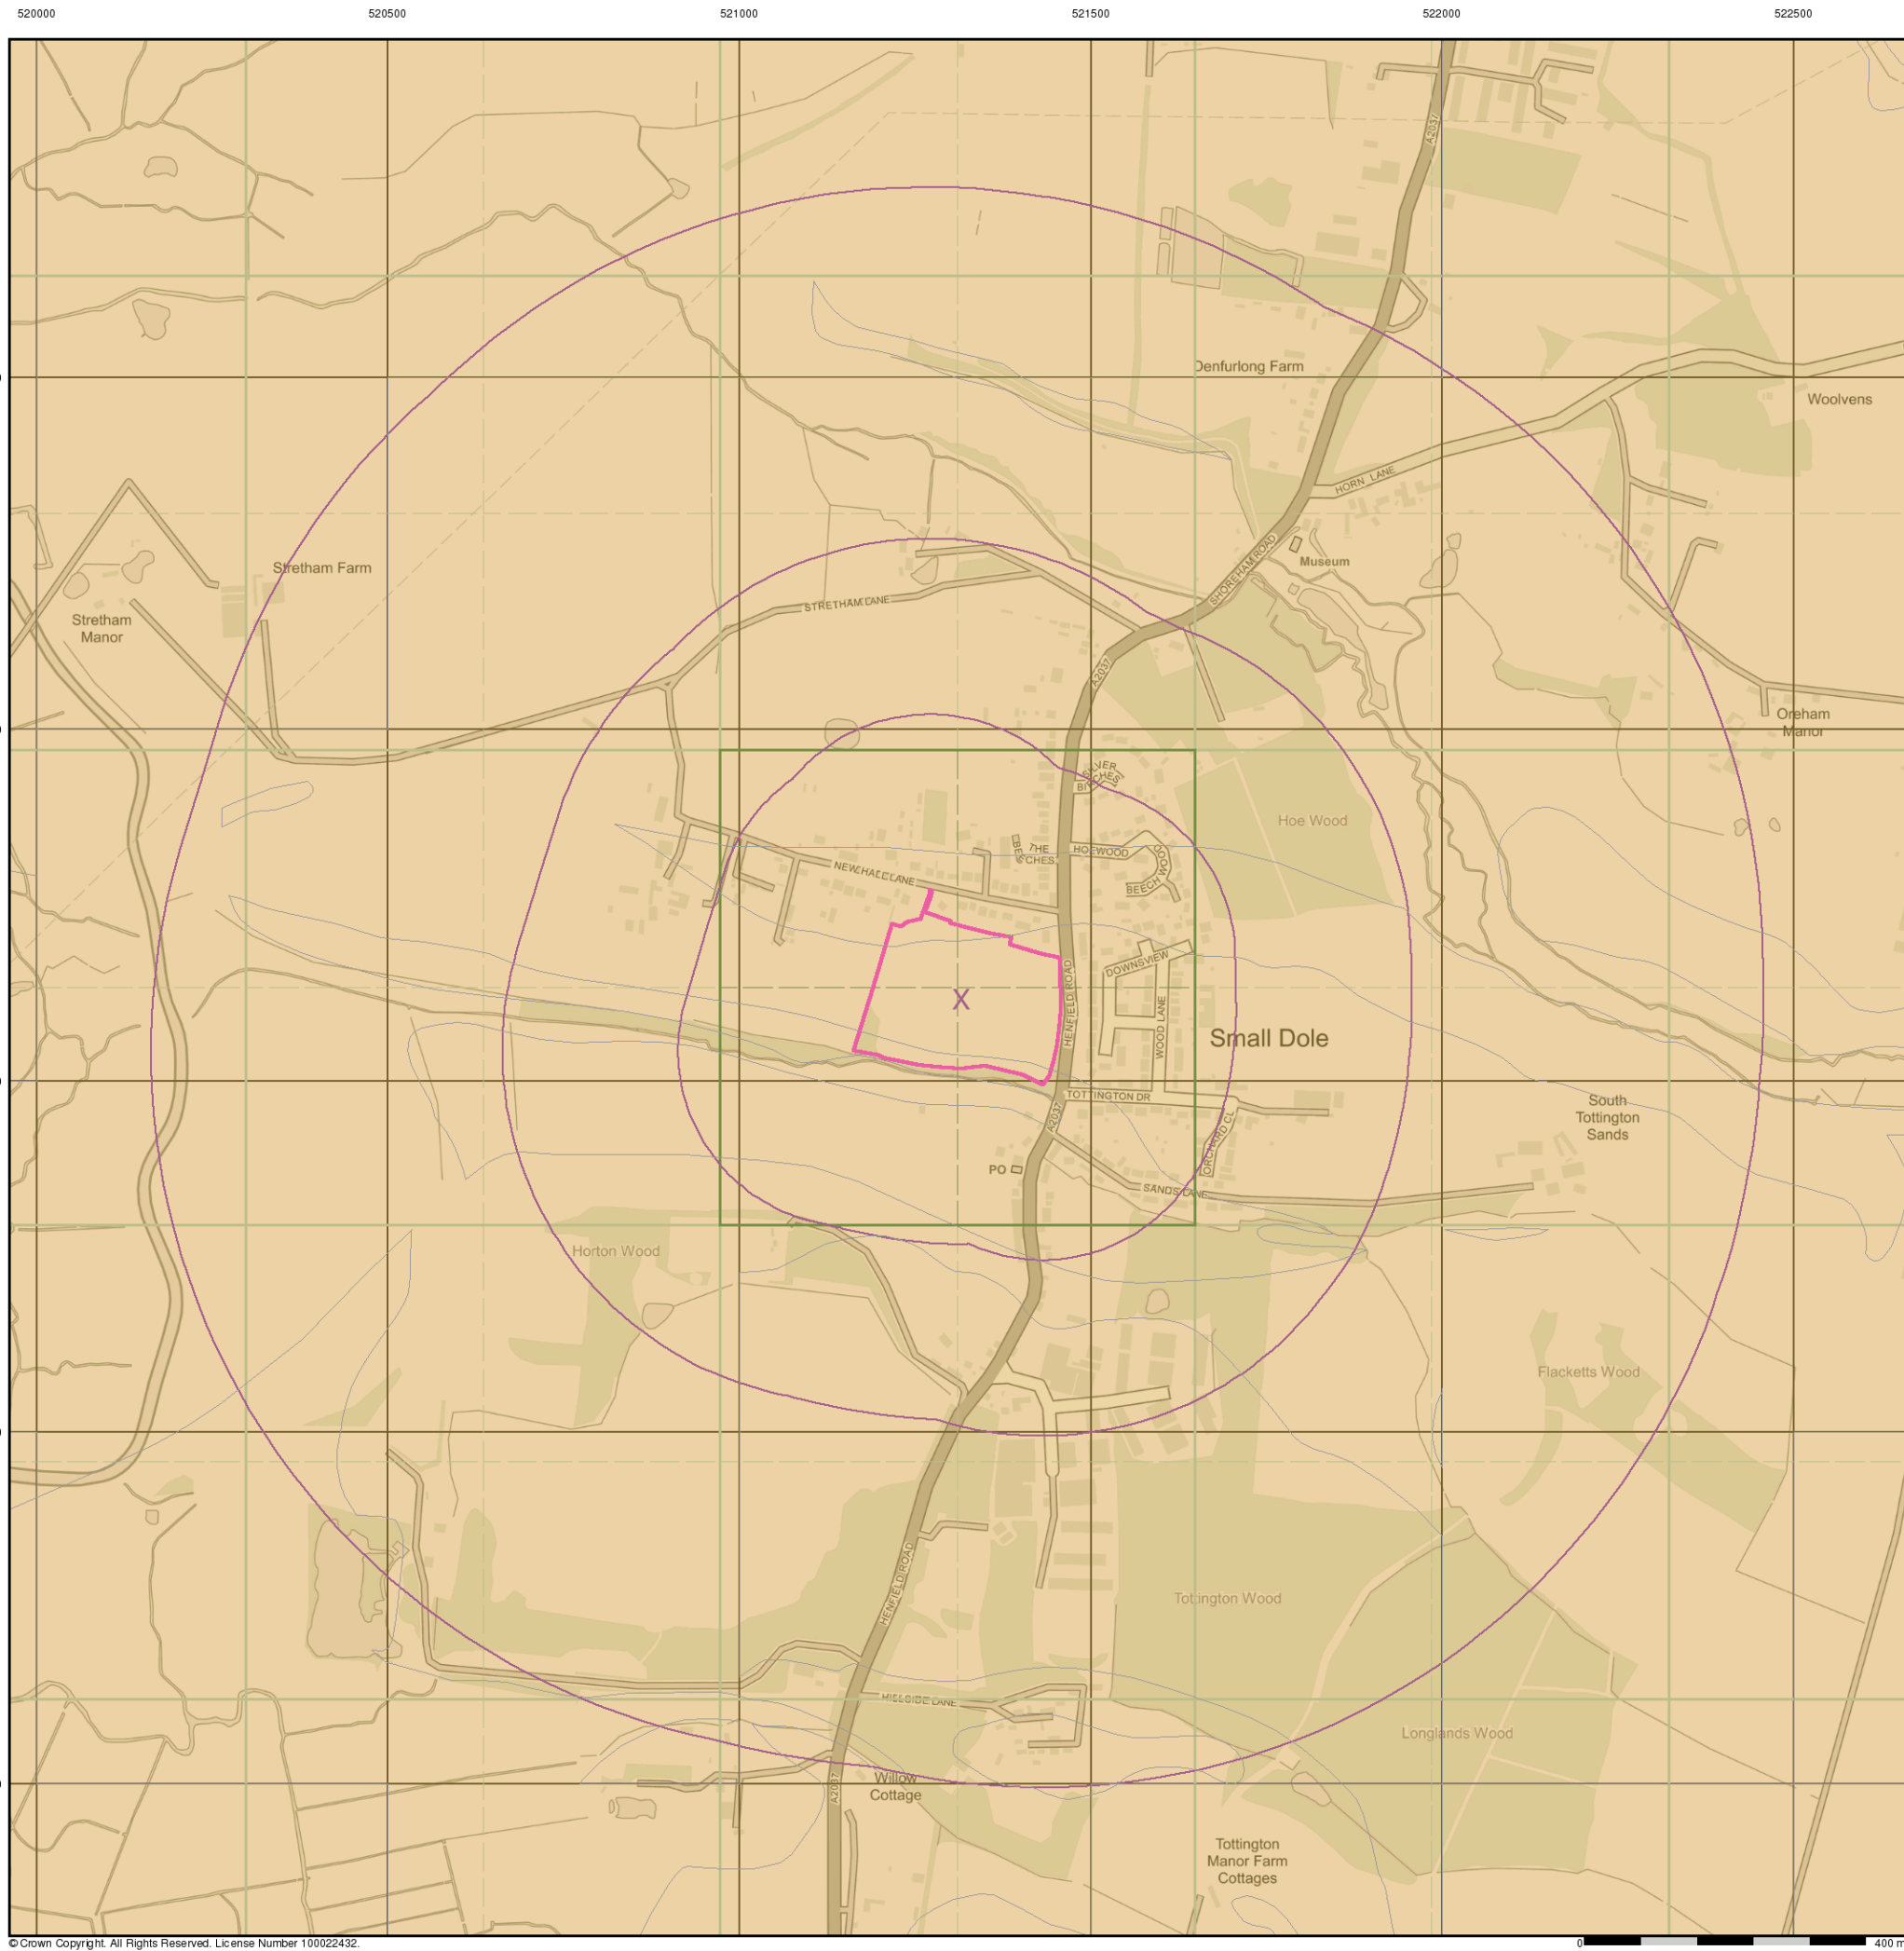 520000
520500
521000
521500
522000
522500
A2037
Denfurlong Farm
Woolvens
HORN LANE
SHOREHAM ROAD
Museum
Stretham Farm
STRETHAM LANE
Stretham
Manor
A2037
Oreham
Manor
SILVER
BIRCHES
Hoe Wood
THE
BEECHES
HOEWOOD
BEECH WOOD
NEWHALL LANE
DOWNSVIEW
HENFIELD ROAD
X
WOOD LANE
Small Dole
TOTTINGTON DR
South
Tottington
Sands
A2037
ORCHARD CL
PO
SANDS LANE
Horton Wood
Flacketts Wood
HENFIELD ROAD
Tottington Wood
HILLSIDE LANE
Longlands Wood
Willow
Cottage
A2037
Tottington
Manor Farm
Cottages
© Crown Copyright. All Rights Reserved. License Number 100022432.
0
400 m